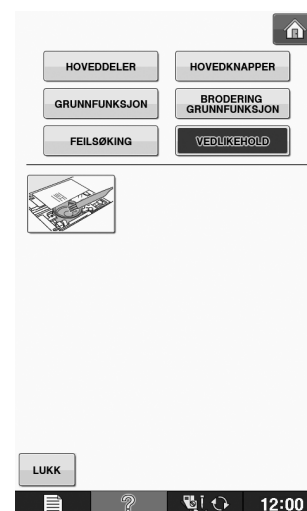 HOVEDDELER
HOVEDKNAPPER
GRUNNFUNKSJON
BRODERING
GRUNNFUNKSJON
FEILSØKING
VEDLIKEHOLD
LUKK
12:00